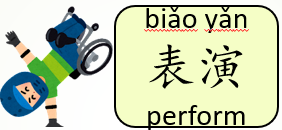 biǎo yǎn
表演
perform